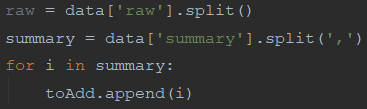 raw = data['raw'].split()
summary = data['summary'].split(',')
for i in summary:
    toAdd.append(i)